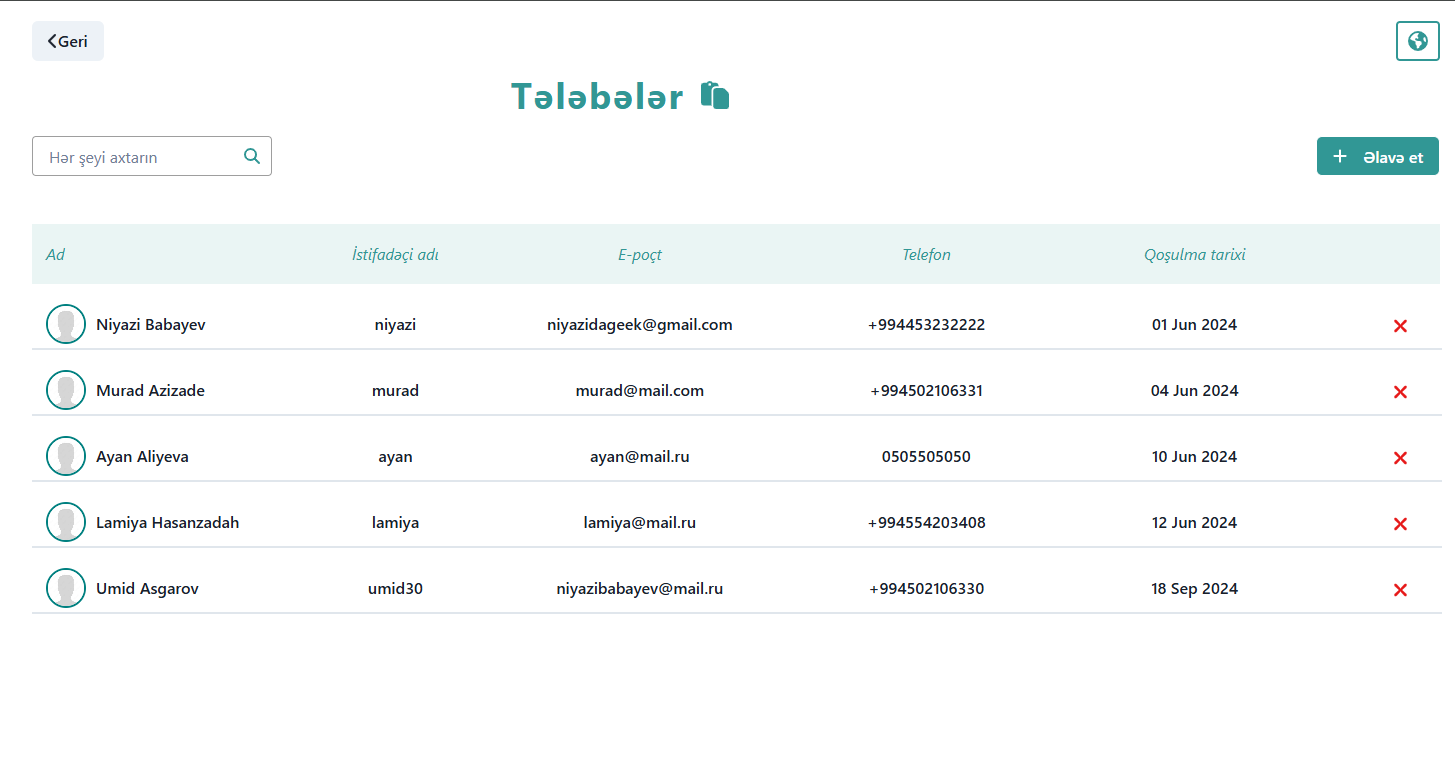 Geri
Tələbələr
Hər şeyi axtarın
+ Əlavə et
Ad İstifadəçi adı E-poçt Telefon Qoşulma tarixi
Niyazi Babayev niyazi niyazidageek@gmail.com +994453232222 01 Jun 2024
Murad Azizade murad murad@mail.com +994502106331 04 Jun 2024
Ayan Aliyeva ayan ayan@mail.ru 0505505050 10 Jun 2024
Lamiya Hasanzadah lamiya lamiya@mail.ru +994554203408 12 Jun 2024
Umid Asgarov umid30 niyazibabayev@mail.ru +994502106330 18 Sep 2024